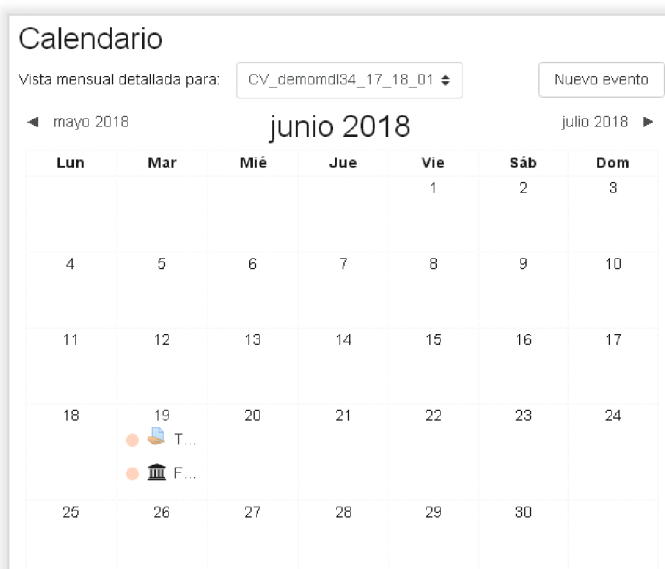 Calendario
Vista mensual detallada para: CV_demomdl34_17_18_01 Nuevo evento
◄ mayo 2018 junio 2018 julio 2018 ►
Lun Mar Mié Jue Vie Sáb Dom
1 2 3
4 5 6 7 8 9 10
11 12 13 14 15 16 17
18 19 20 21 22 23 24
T...
F...
25 26 27 28 29 30